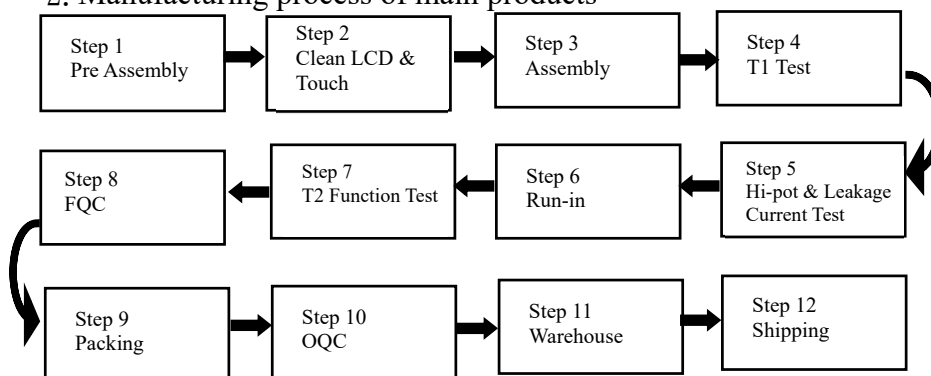 2. Manufacturing process of main products
Step 1
Pre Assembly
Step 2
Clean LCD &
Touch
Step 3
Assembly
Step 4
T1 Test
Step 5
Hi-pot & Leakage
Current Test
Step 6
Run-in
Step 7
T2 Function Test
Step 8
FQC
Step 9
Packing
Step 10
OQC
Step 11
Warehouse
Step 12
Shipping